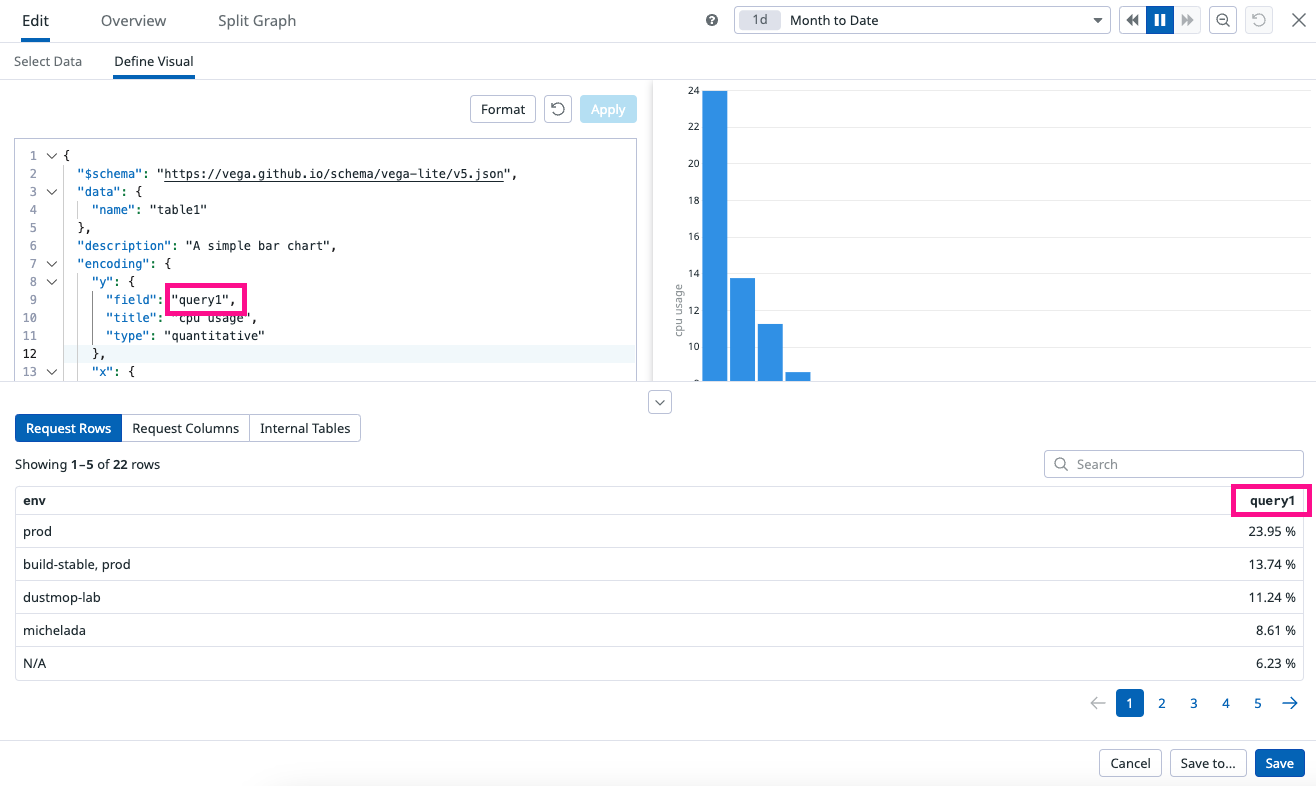 Edit Overview Split Graph 1d Month to Date
Select Data Define Visual
Format Apply
1 {
2 "$schema": "https://vega.github.io/schema/vega-lite/v5.json",
3 "data": {
4 "name": "table1"
5 },
6 "description": "A simple bar chart",
7 "encoding": {
8 "y": {
9 "field": "query1",
10 "title": "cpu usage",
11 "type": "quantitative"
12 },
13 "x": {
24
22
20
18
16
14
12
10
cpu usage
Request Rows Request Columns Internal Tables
Showing 1–5 of 22 rows Search
env query1
prod 23.95 %
build-stable, prod 13.74 %
dustmop-lab 11.24 %
michelada 8.61 %
N/A 6.23 %
1 2 3 4 5
Cancel Save to... Save